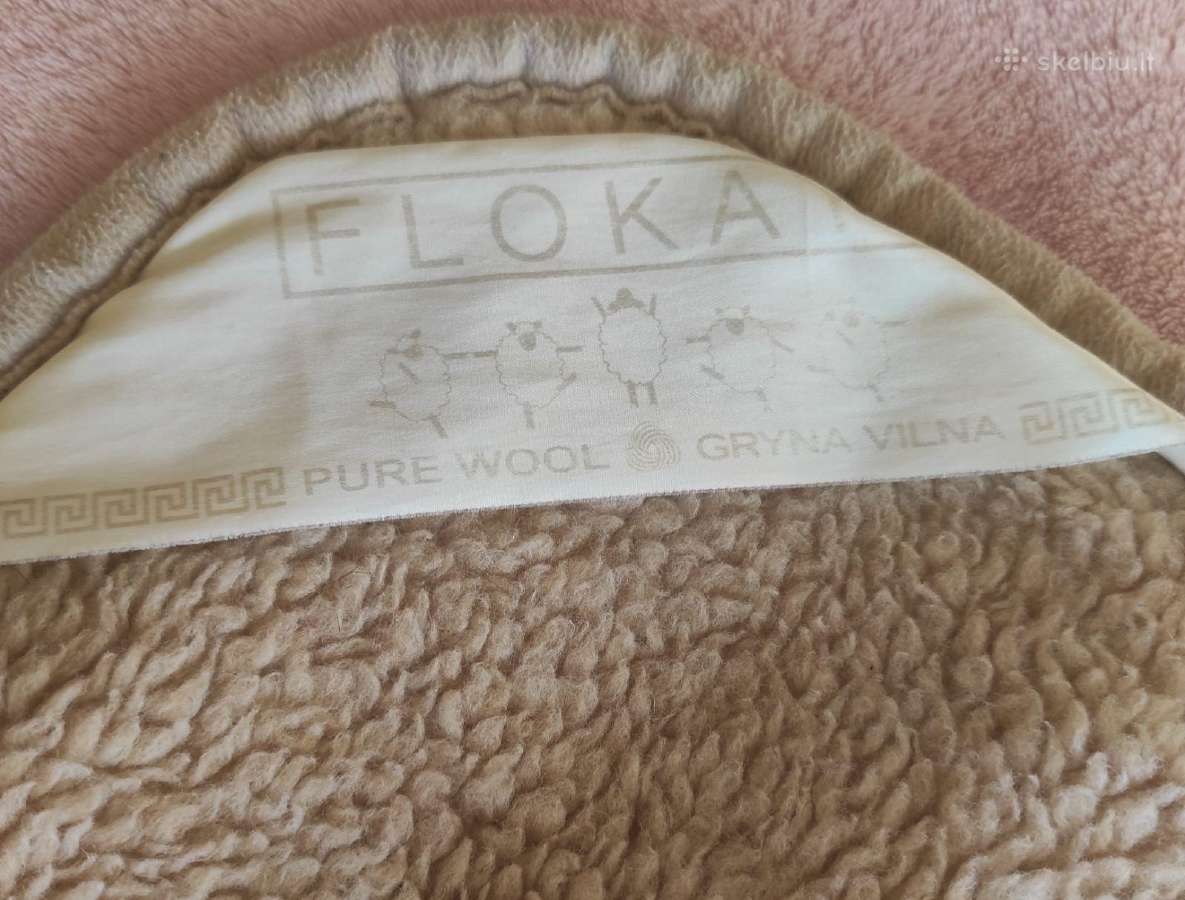 skelbiu.lt
FLOKA
PURE WOOL GRYNA VILNA